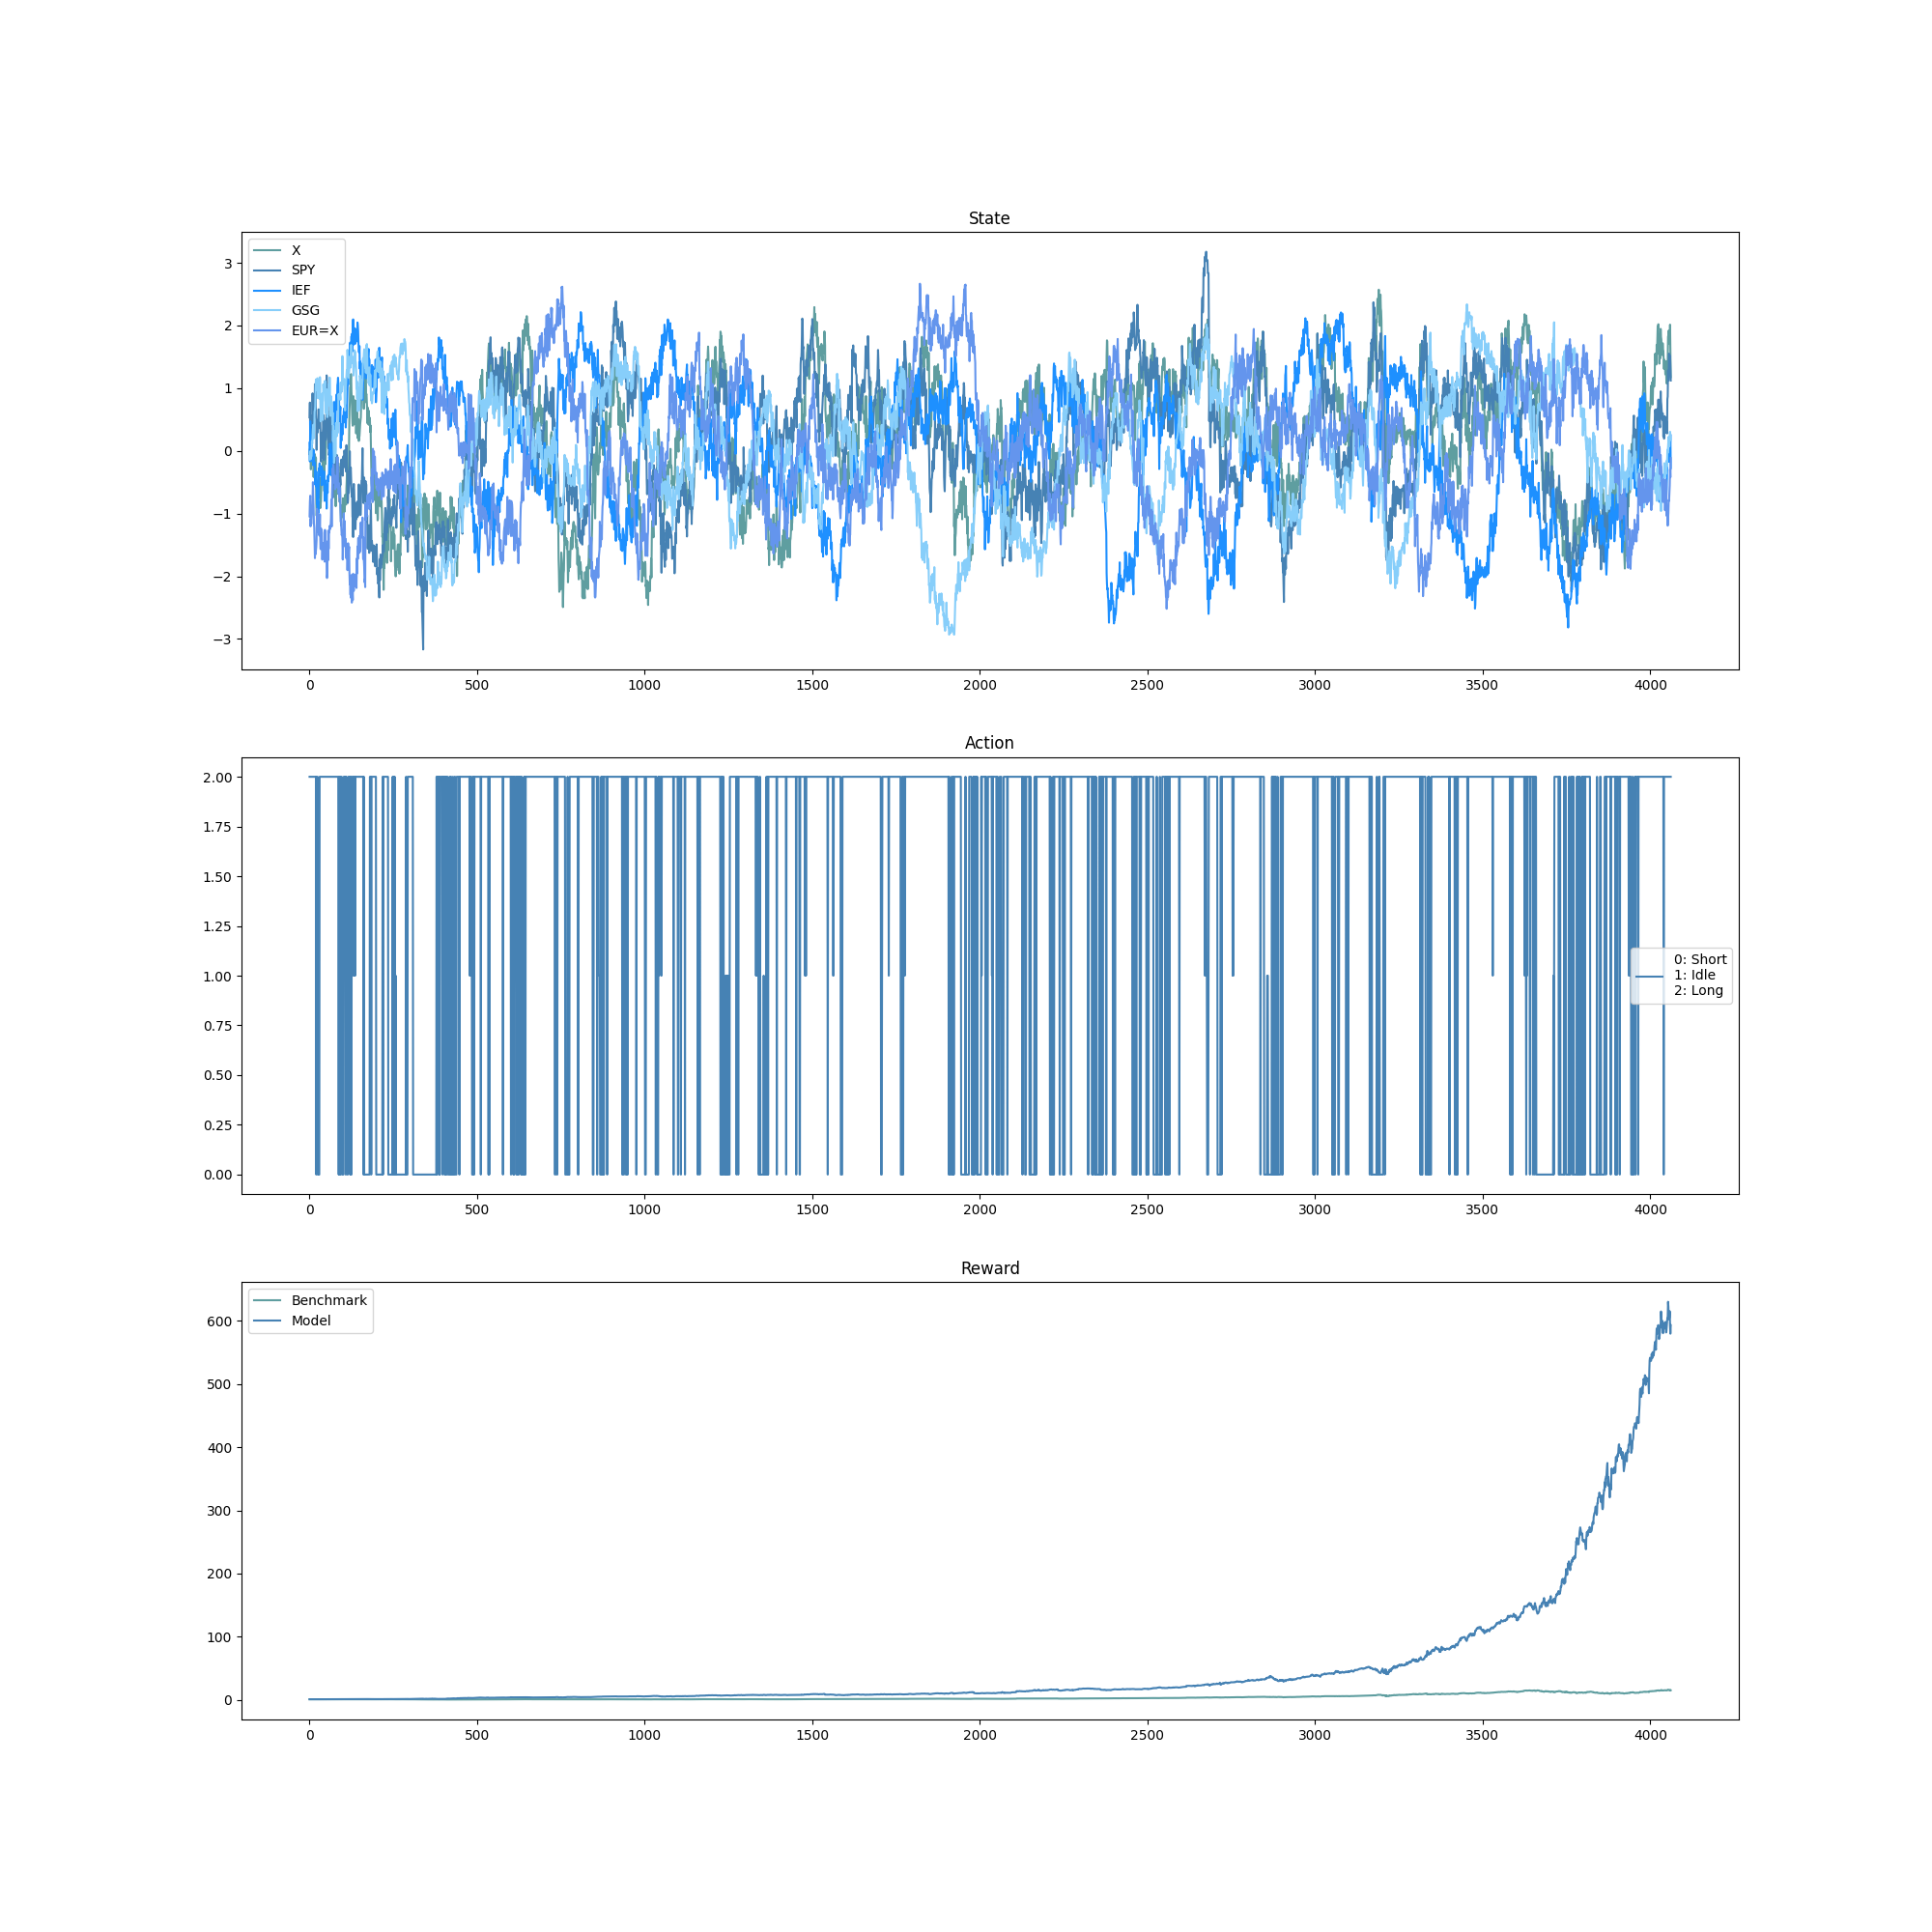 State
X
SPY
IEF
GSG
EUR=X
3
2
1
0
−1
−2
−3
0 500 1000 1500 2000 2500 3000 3500 4000
Action
2.00
1.75
1.50
1.25
1.00
0.75
0.50
0.25
0.00
0: Short
1: Idle
2: Long
0 500 1000 1500 2000 2500 3000 3500 4000
Reward
Benchmark
Model
600
500
400
300
200
100
0
0 500 1000 1500 2000 2500 3000 3500 4000